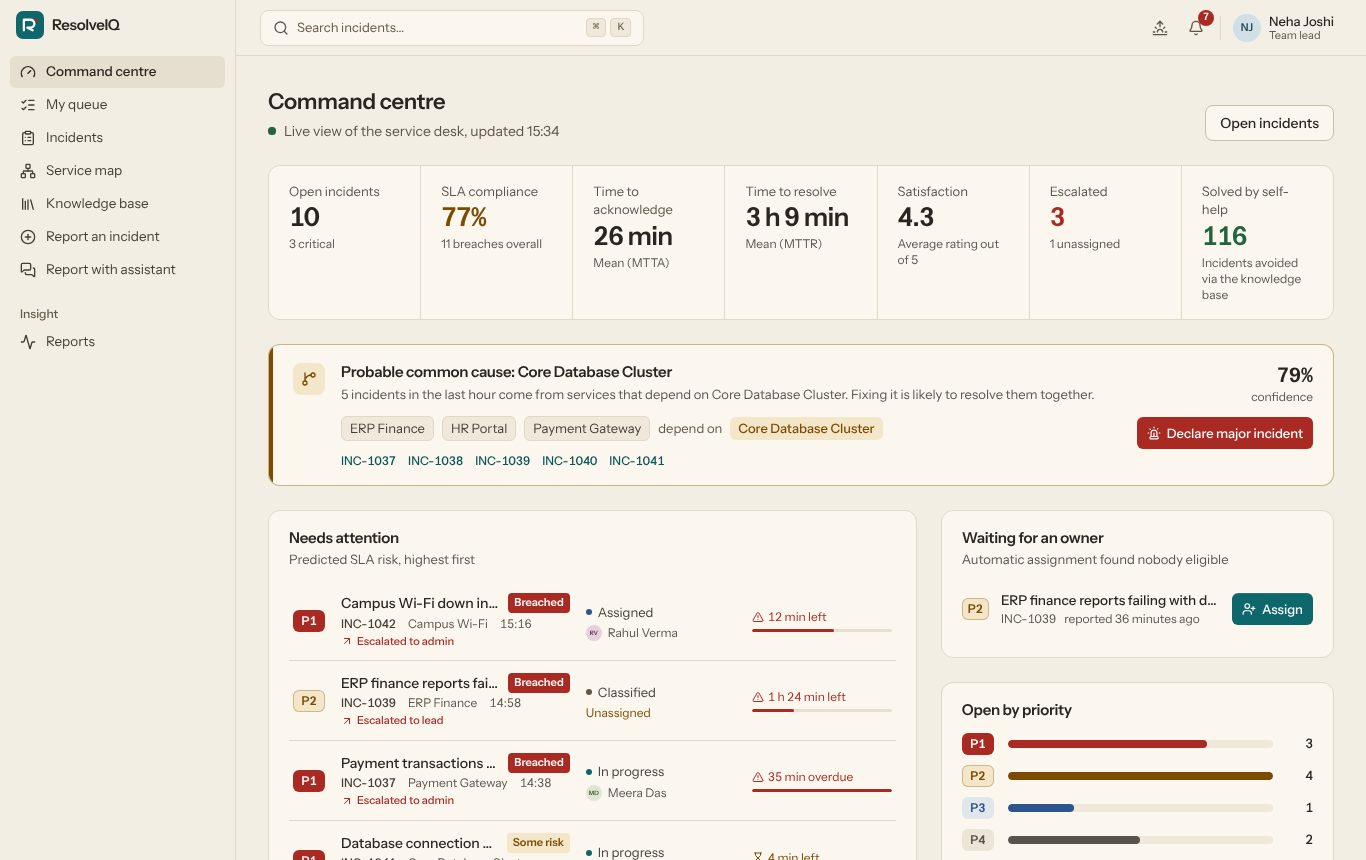 ResolveIQ
Command centre
My queue
Incidents
Service map
Knowledge base
Report an incident
Report with assistant
Insight
Reports
Search incidents...
⌘ K
7
NJ
Neha Joshi
Team lead
Command centre
Live view of the service desk, updated 15:34
Open incidents
Open incidents
10
3 critical
SLA compliance
77%
11 breaches overall
Time to
acknowledge
26 min
Mean (MTTA)
Time to resolve
3 h 9 min
Mean (MTTR)
Satisfaction
4.3
Average rating out
of 5
Escalated
3
1 unassigned
Solved by self-
help
116
Incidents avoided
via the knowledge
base
Probable common cause: Core Database Cluster
5 incidents in the last hour come from services that depend on Core Database Cluster. Fixing it is likely to resolve them together.
ERP Finance HR Portal Payment Gateway depend on Core Database Cluster
INC-1037 INC-1038 INC-1039 INC-1040 INC-1041
79%
confidence
Declare major incident
Needs attention
Predicted SLA risk, highest first
P1
Campus Wi-Fi down in... Breached
INC-1042 Campus Wi-Fi 15:16
Escalated to admin
Assigned
RV Rahul Verma
12 min left
P2
ERP finance reports fai... Breached
INC-1039 ERP Finance 14:58
Escalated to lead
Classified
Unassigned
1 h 24 min left
P1
Payment transactions ... Breached
INC-1037 Payment Gateway 14:38
Escalated to admin
In progress
MD Meera Das
35 min overdue
P1
Database connection ... Some risk
In progress
4 min left
Waiting for an owner
Automatic assignment found nobody eligible
P2
ERP finance reports failing with d...
INC-1039 reported 36 minutes ago
Assign
Open by priority
P1 3
P2 4
P3 1
P4 2